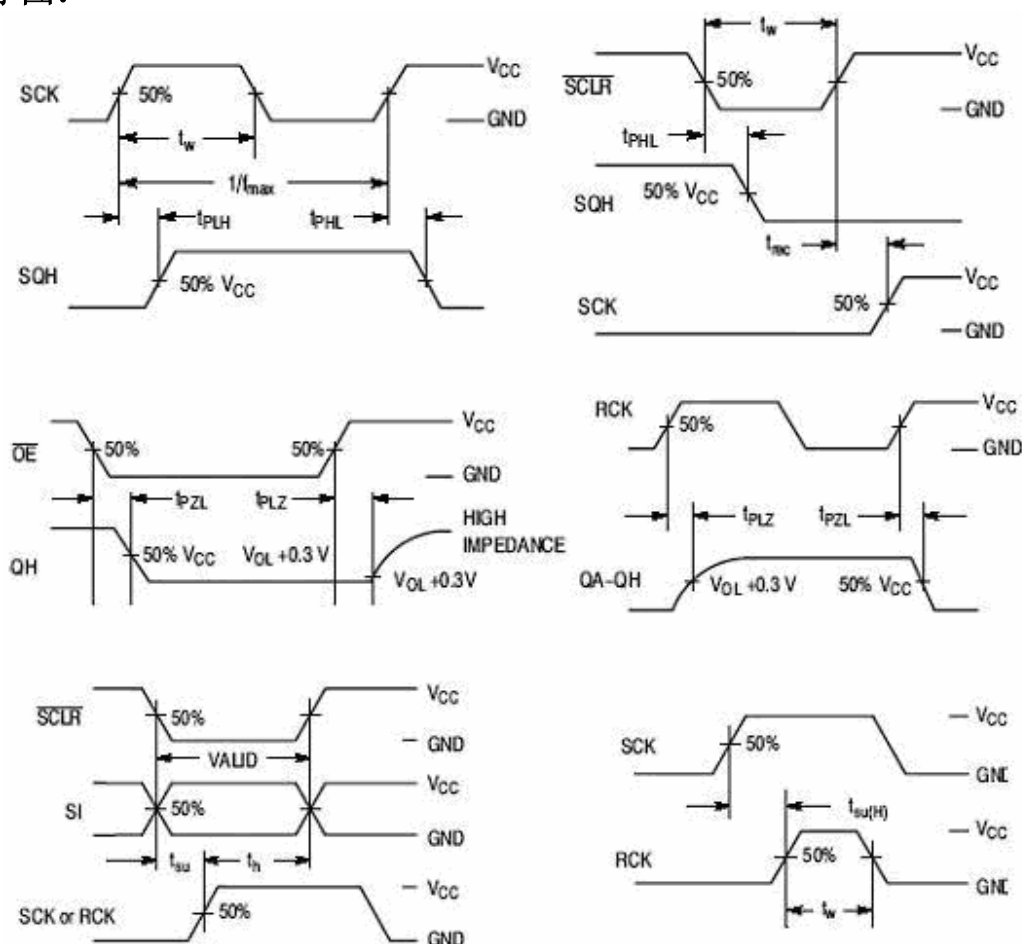 序图:
SCK
50%
VCC
GND
tw
1/fmax
tPLH
tPHL
SQH
50% VCC
tw
SCLR
50%
VCC
GND
tPHL
SQH
50% VCC
trec
SCK
50%
VCC
GND
OE
50%
50%
VCC
GND
tPZL
tPLZ
QH
50% VCC
VOL +0.3 V
VOL +0.3V
HIGH
IMPEDANCE
RCK
50%
VCC
GND
tPLZ
tPZL
QA-QH
VOL +0.3 V
50% VCC
SCLR
50%
VCC
GND
VALID
SI
50%
VCC
GND
tsu
th
SCK or RCK
50%
VCC
GND
SCK
50%
VCC
GND
tsu(H)
RCK
50%
VCC
GND
tw